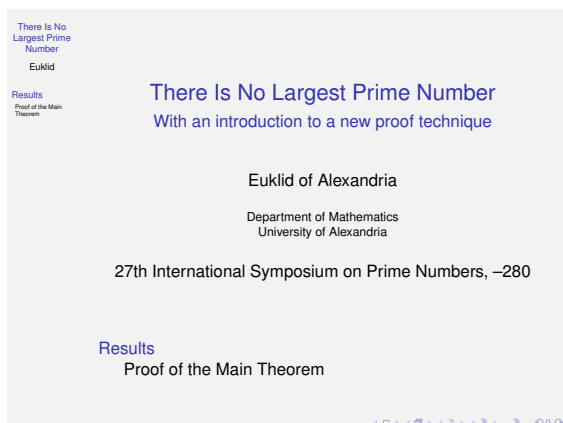 There Is No
Largest Prime
Number
Euklid
Results
Proof of the Main
Theorem
There Is No Largest Prime Number
With an introduction to a new proof technique
Euklid of Alexandria
Department of Mathematics
University of Alexandria
27th International Symposium on Prime Numbers, –280
Results
Proof of the Main Theorem